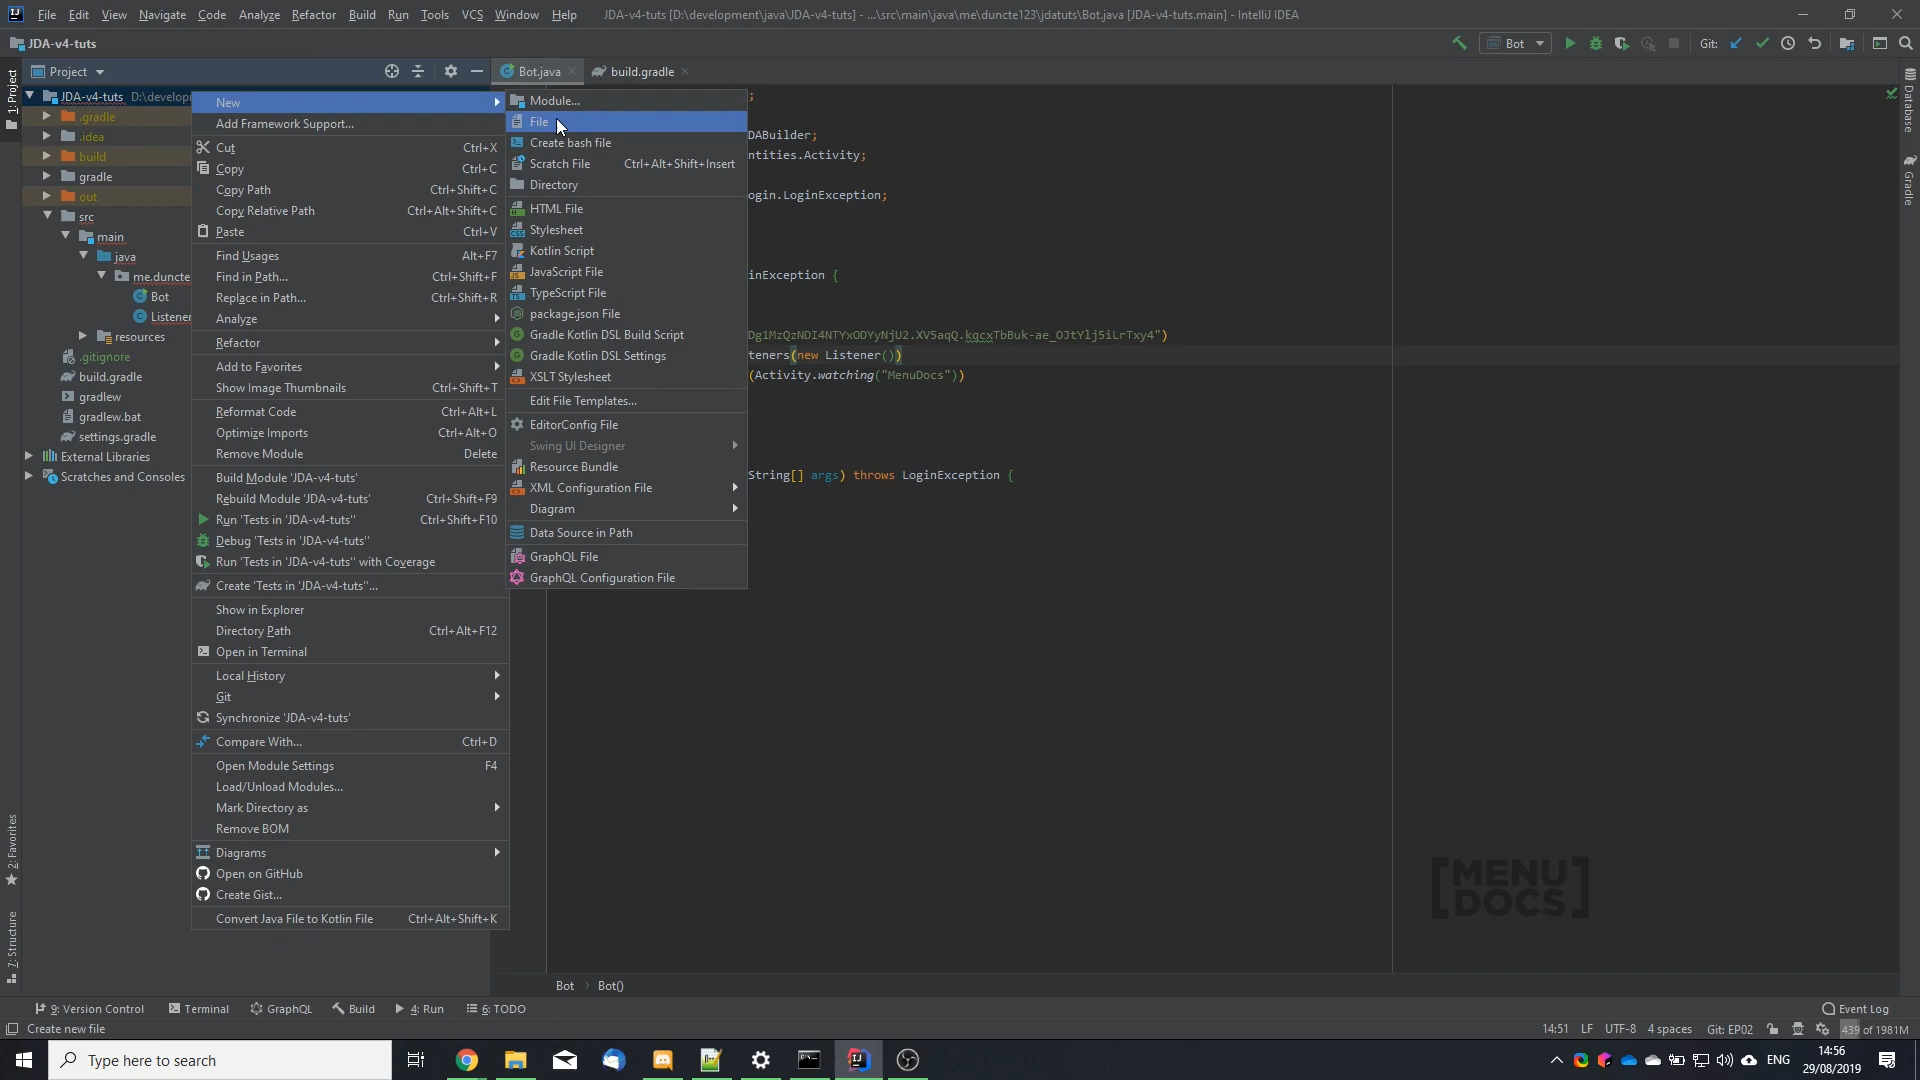 File Edit View Navigate Code Analyze Refactor Build Run Tools VCS Window Help JDA-v4-tuts [D:\development\java\JDA-v4-tuts] - ...\src\main\java\me\duncte123\jdatuts\Bot.java [JDA-v4-tuts.main] - IntelliJ IDEA
JDA-v4-tuts
Bot
Git:
Project
Bot.java
build.gradle
1: Project
JDA-v4-tuts D:\develop
.gradle
.idea
build
gradle
out
src
main
java
me.duncte
Bot
Listener
resources
.gitignore
build.gradle
gradlew
gradlew.bat
settings.gradle
External Libraries
Scratches and Consoles
New
Add Framework Support...
Cut Ctrl+X
Copy Ctrl+C
Copy Path Ctrl+Shift+C
Copy Relative Path Ctrl+Alt+Shift+C
Paste Ctrl+V
Find Usages Alt+F7
Find in Path... Ctrl+Shift+F
Replace in Path... Ctrl+Shift+R
Analyze
Refactor
Add to Favorites
Show Image Thumbnails Ctrl+Shift+T
Reformat Code Ctrl+Alt+L
Optimize Imports Ctrl+Alt+O
Remove Module Delete
Build Module 'JDA-v4-tuts'
Rebuild Module 'JDA-v4-tuts' Ctrl+Shift+F9
Run 'Tests in 'JDA-v4-tuts'' Ctrl+Shift+F10
Debug 'Tests in 'JDA-v4-tuts''
Run 'Tests in 'JDA-v4-tuts'' with Coverage
Create 'Tests in 'JDA-v4-tuts''...
Show in Explorer
Directory Path Ctrl+Alt+F12
Open in Terminal
Local History
Git
Synchronize 'JDA-v4-tuts'
Compare With... Ctrl+D
Open Module Settings F4
Load/Unload Modules...
Mark Directory as
Remove BOM
Diagrams
Open on GitHub
Create Gist...
Convert Java File to Kotlin File Ctrl+Alt+Shift+K
Module...
File
Create bash file
Scratch File Ctrl+Alt+Shift+Insert
Directory
HTML File
Stylesheet
Kotlin Script
JavaScript File
TypeScript File
package.json File
Gradle Kotlin DSL Build Script
Gradle Kotlin DSL Settings
XSLT Stylesheet
Edit File Templates...
EditorConfig File
Swing UI Designer
Resource Bundle
XML Configuration File
Diagram
Data Source in Path
GraphQL File
GraphQL Configuration File
;
DABuilder;
ntities.Activity;
ogin.LoginException;
inException {
Dg1MzQzNDI4NTYxODYyNjU2.XV5aqQ.kgcxTbBuk-ae_OJtYlj5iLrTxy4")
teners(new Listener())
(Activity.watching("MenuDocs"))
String[] args) throws LoginException {
Database
Gradle
2: Favorites
7: Structure
[MENU
DOCS]
Bot Bot()
9: Version Control Terminal GraphQL Build 4: Run 6: TODO Event Log
Create new file 14:51 LF UTF-8 4 spaces Git: EP02 439 of 1981M
Type here to search
ENG
14:56
29/08/2019